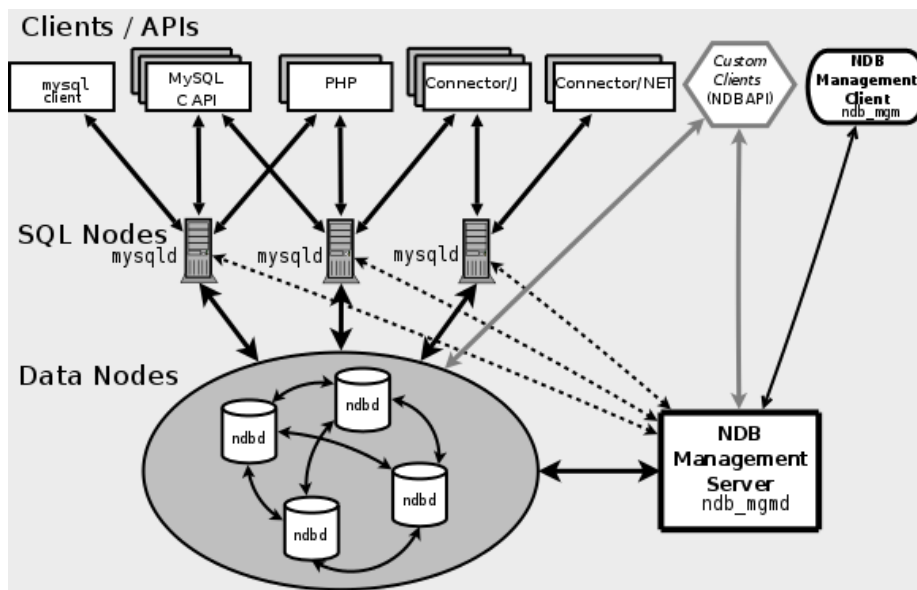 Clients / APIs
mysql
client
MySQL
C API
PHP
Connector/J
Connector/NET
Custom
Clients
(NDBAPI)
NDB
Management
Client
ndb_mgm
SQL Nodes
mysqld
mysqld
mysqld
Data Nodes
ndbd
ndbd
ndbd
ndbd
NDB
Management
Server
ndb_mgmd